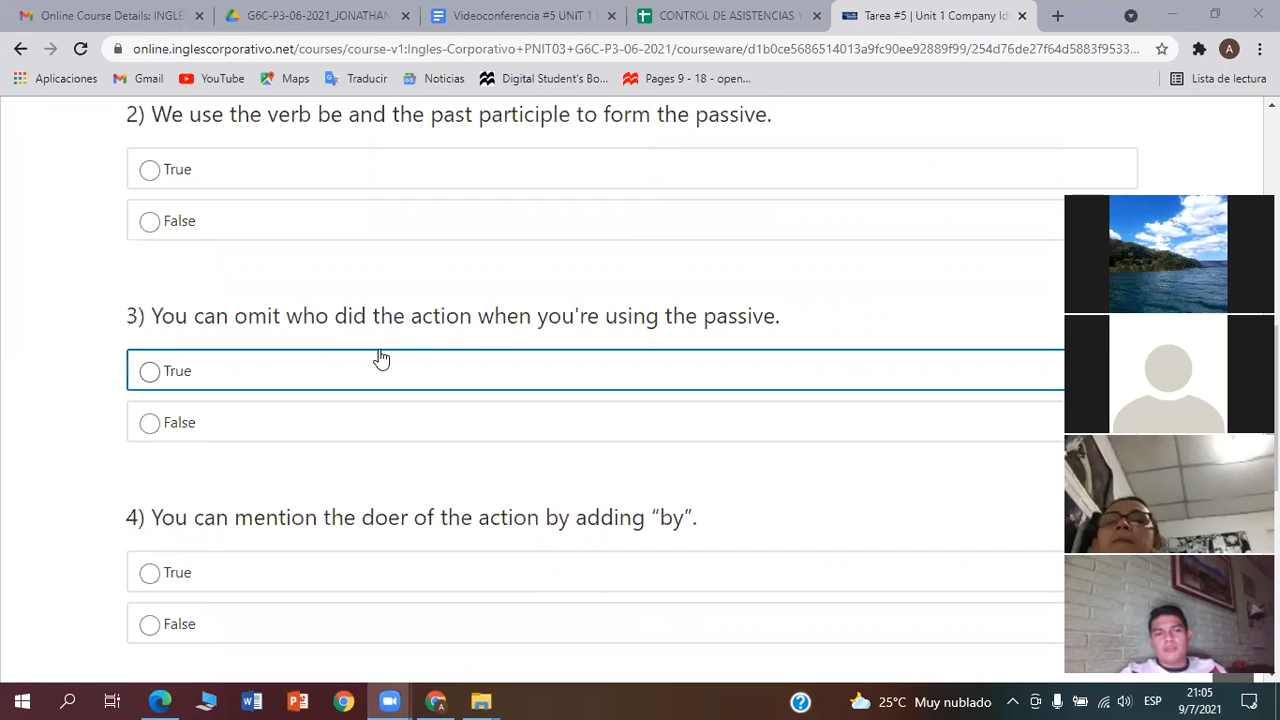 Online Course Details: INGLE
G6C-P3-06-2021_JONATHAN
Videoconferencia #5 UNIT 1
CONTROL DE ASISTENCIAS Y
Tarea #5 | Unit 1 Company Id
online.inglescorporativo.net/courses/course-v1:Ingles-Corporativo+PNIT03+G6C-P3-06-2021/courseware/d1b0ce5686514013a9fc90ee92889f99/254d76de27f64d5883f9533...
Aplicaciones
Gmail
YouTube
Maps
Traducir
Noticias
Digital Student's Bo...
Pages 9 - 18 - open...
Lista de lectura
2) We use the verb be and the past participle to form the passive.
True
False
3) You can omit who did the action when you're using the passive.
True
False
4) You can mention the doer of the action by adding “by”.
True
False
25°C Muy nublado
ESP
21:05
9/7/2021